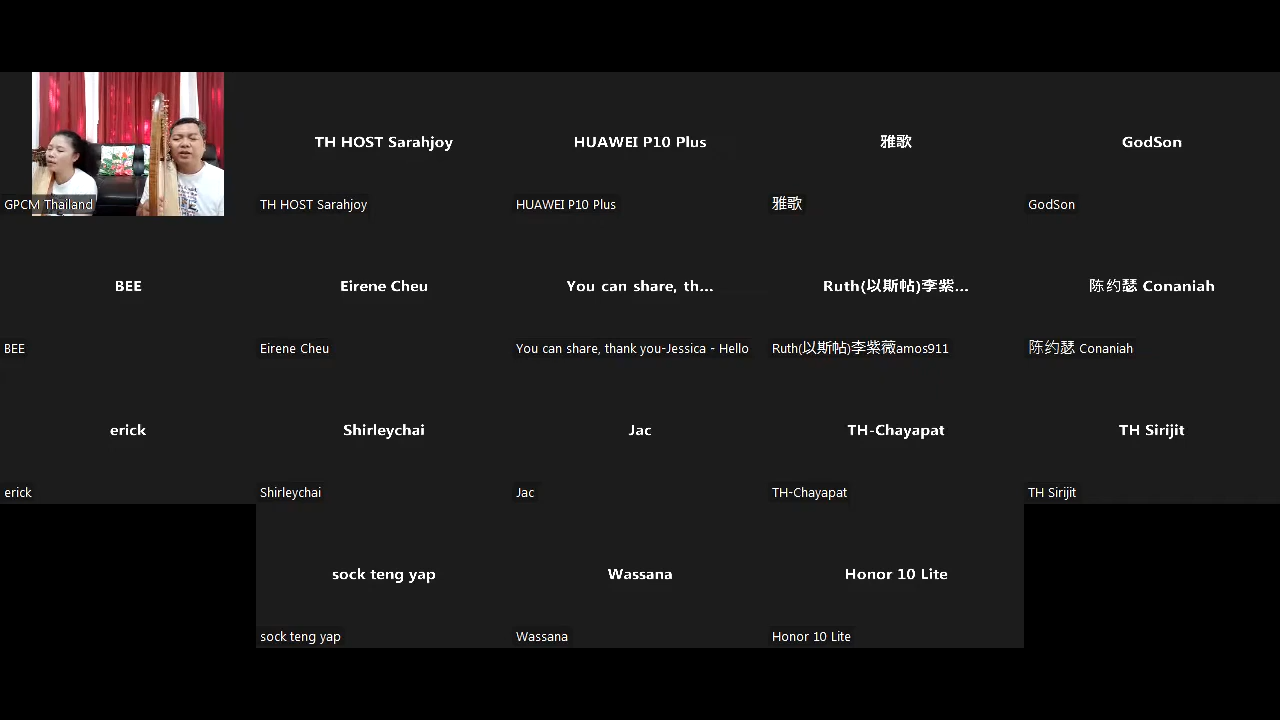 TH HOST Sarahjoy
HUAWEI P10 Plus
雅歌
GodSon
GPCM Thailand
TH HOST Sarahjoy
HUAWEI P10 Plus
雅歌
GodSon
BEE
Eirene Cheu
You can share, th...
Ruth(以斯帖)李紫...
陈约瑟 Conaniah
BEE
Eirene Cheu
You can share, thank you-Jessica - Hello
Ruth(以斯帖)李紫薇amos911
陈约瑟 Conaniah
erick
Shirleychai
Jac
TH-Chayapat
TH Sirijit
erick
Shirleychai
Jac
TH-Chayapat
TH Sirijit
sock teng yap
Wassana
Honor 10 Lite
sock teng yap
Wassana
Honor 10 Lite